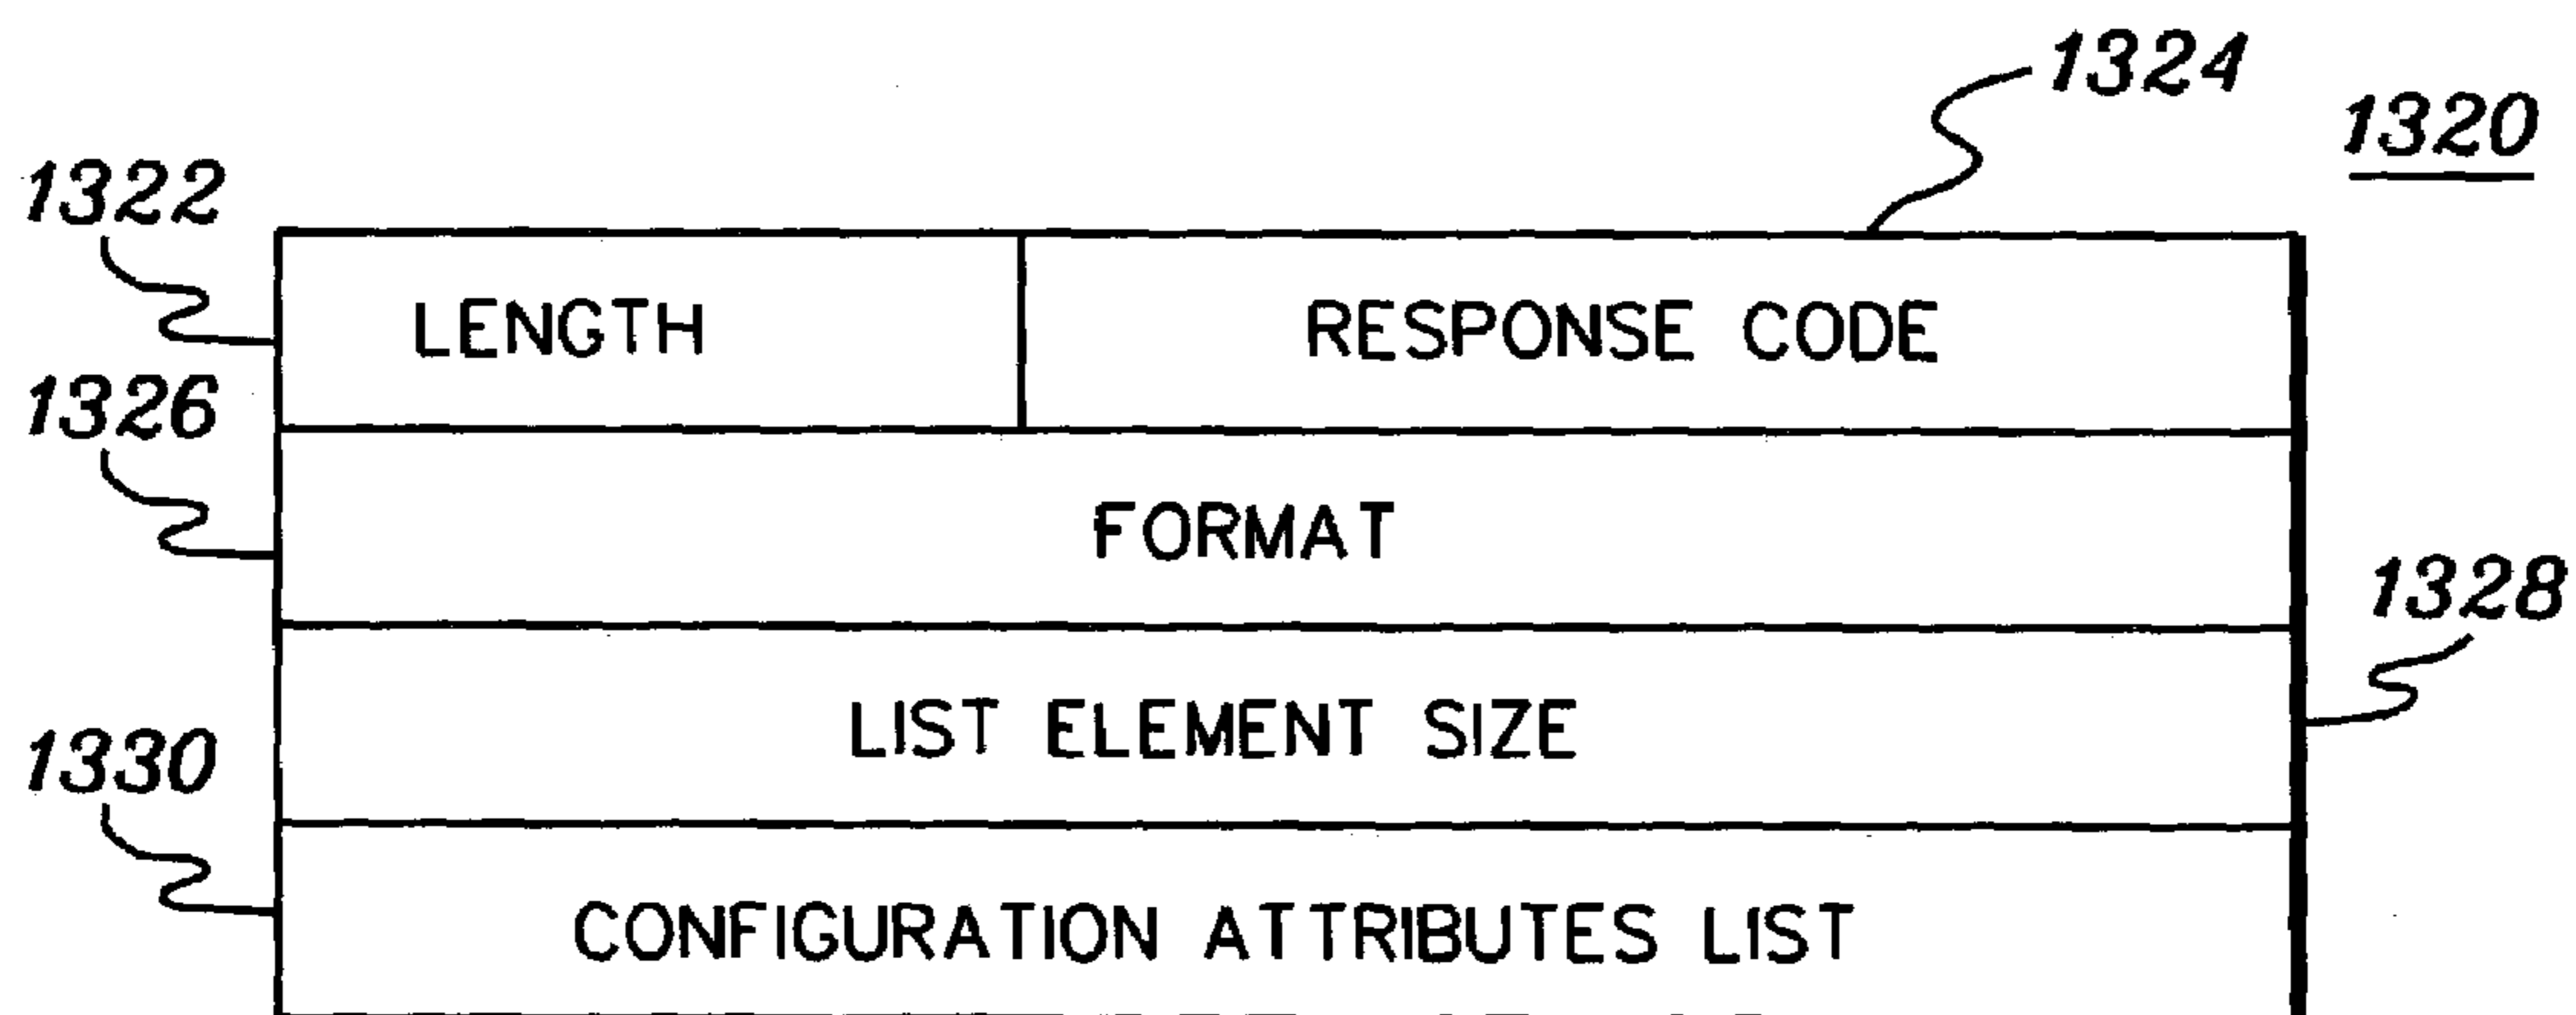 1324
1320
1322
LENGTH RESPONSE CODE
1326
FORMAT
1328
LIST ELEMENT SIZE
1330
CONFIGURATION ATTRIBUTES LIST